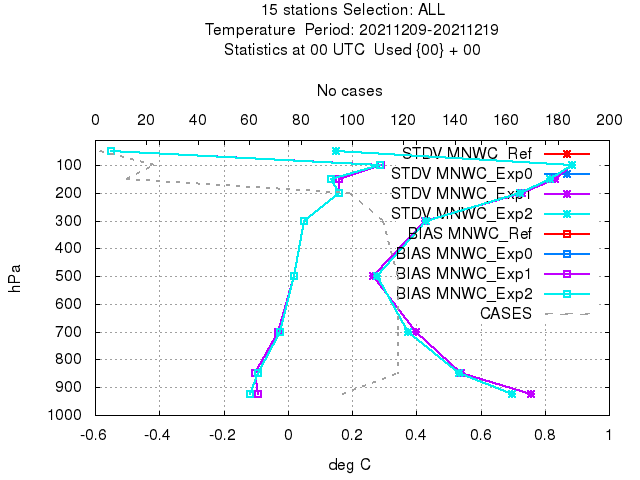 15 stations Selection: ALL
Temperature Period: 20211209-20211219
Statistics at 00 UTC Used {00} + 00
No cases
0 20 40 60 80 100 120 140 160 180 200
STDV MNWC_Ref
STDV MNWC_Exp0
STDV MNWC_Exp1
STDV MNWC_Exp2
BIAS MNWC_Ref
BIAS MNWC_Exp0
BIAS MNWC_Exp1
BIAS MNWC_Exp2
CASES
hPa
100
200
300
400
500
600
700
800
900
1000
-0.6 -0.4 -0.2 0 0.2 0.4 0.6 0.8 1
deg C